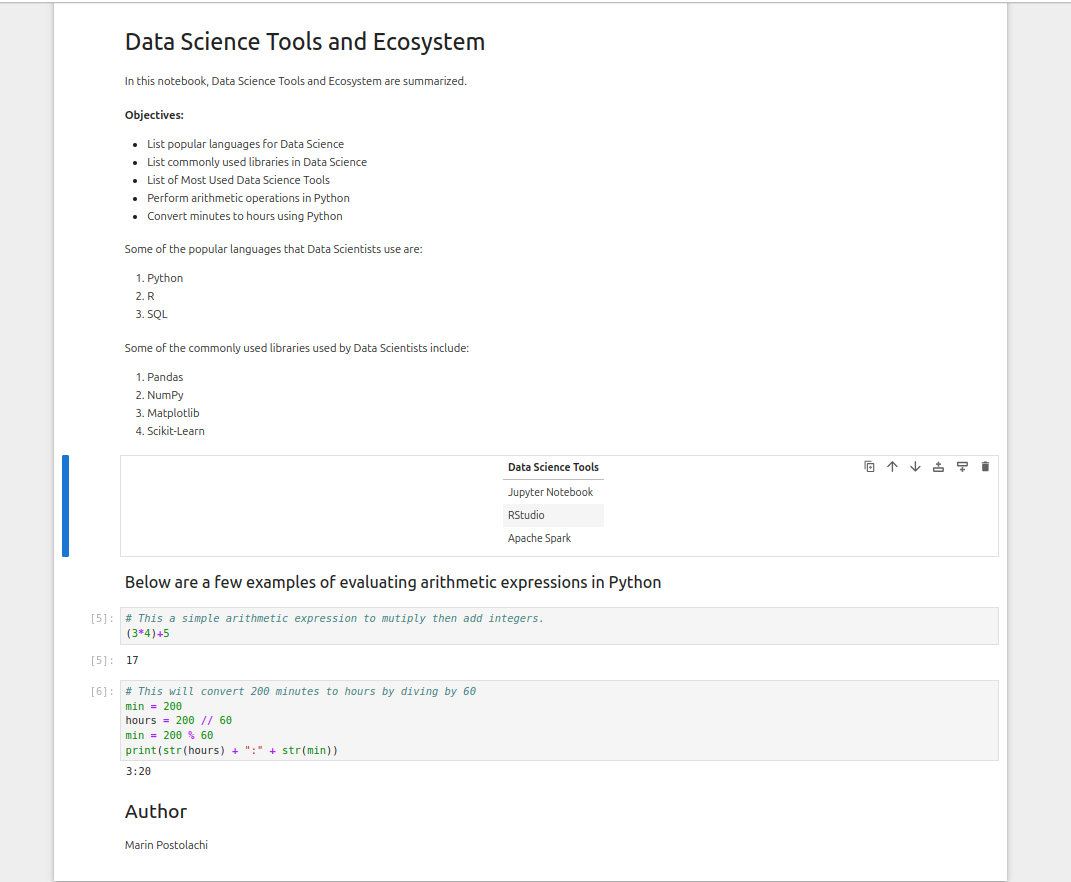 Data Science Tools and Ecosystem
In this notebook, Data Science Tools and Ecosystem are summarized.
Objectives:
• List popular languages for Data Science
• List commonly used libraries in Data Science
• List of Most Used Data Science Tools
• Perform arithmetic operations in Python
• Convert minutes to hours using Python
Some of the popular languages that Data Scientists use are:
1. Python
2. R
3. SQL
Some of the commonly used libraries used by Data Scientists include:
1. Pandas
2. NumPy
3. Matplotlib
4. Scikit-Learn
Data Science Tools
Jupyter Notebook
RStudio
Apache Spark
Below are a few examples of evaluating arithmetic expressions in Python
[5]: # This a simple arithmetic expression to mutiply then add integers.
(3*4)+5
[5]: 17
[6]: # This will convert 200 minutes to hours by diving by 60
min = 200
hours = 200 // 60
min = 200 % 60
print(str(hours) + ":" + str(min))
3:20
Author
Marin Postolachi